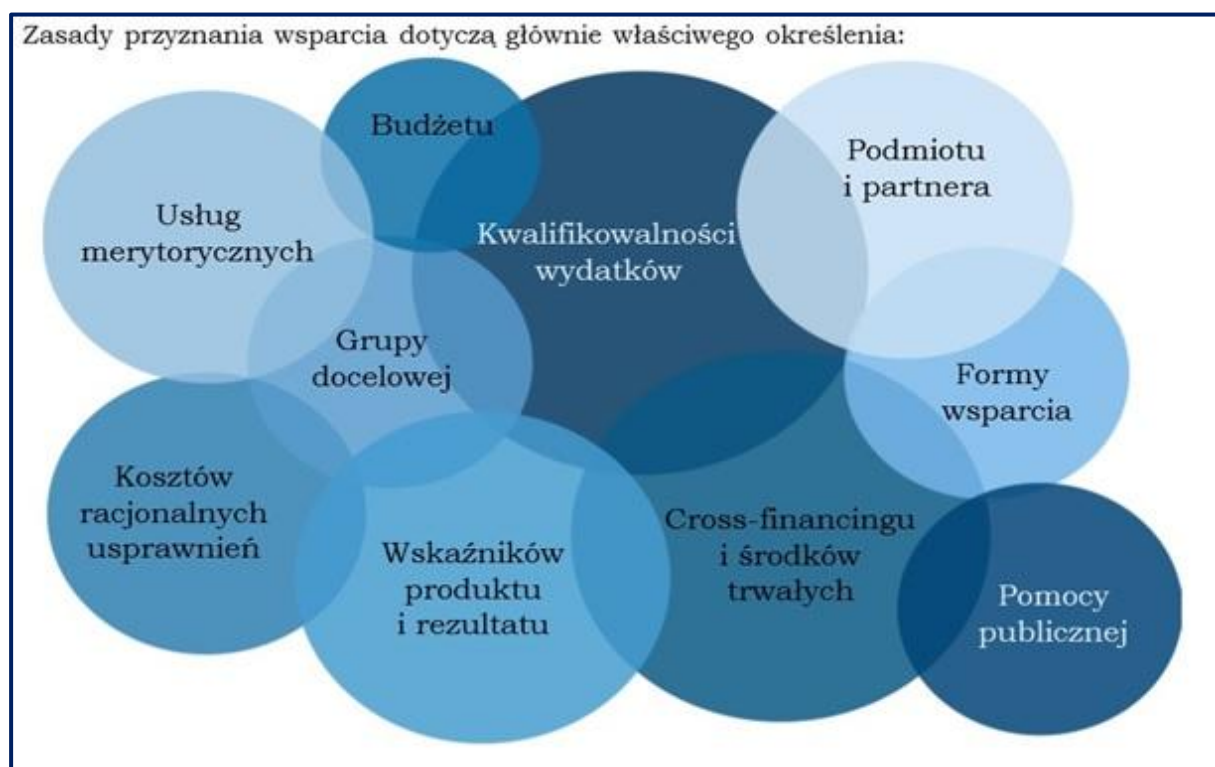 Zasady przyznania wsparcia dotyczą głównie właściwego określenia:
Budżetu
Podmiotu
i partnera
Usług
merytorycznych
Kwalifikowalności
wydatków
Grupy
docelowej
Formy
wsparcia
Kosztów
racjonalnych
usprawnień
Wskaźników
produktu
i rezultatu
Cross-financingu
i środków
trwałych
Pomocy
publicznej